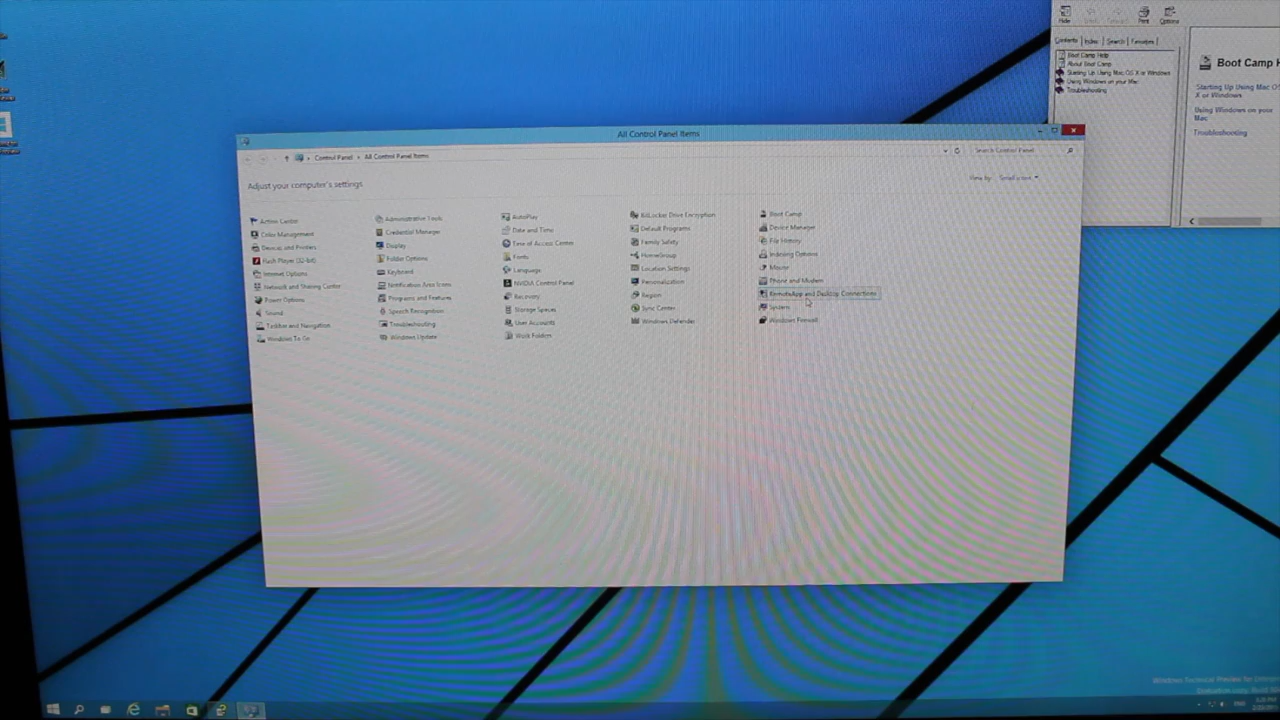 Hide
Print
Options
Contents
Index
Search
Favorites
Boot Camp Help
About Boot Camp
Starting Up Using Mac OS X or Windows
Using Windows on your Mac
Troubleshooting
Boot Camp H
Starting Up Using Mac OS
X or Windows
Using Windows on your
Mac
Troubleshooting
All Control Panel Items
Control Panel
All Control Panel Items
Search Control Panel
Adjust your computer's settings
View by: Small icons
Action Center
Administrative Tools
AutoPlay
BitLocker Drive Encryption
Boot Camp
Color Management
Credential Manager
Date and Time
Default Programs
Device Manager
Devices and Printers
Display
Ease of Access Center
Family Safety
File History
Flash Player (32-bit)
Folder Options
Fonts
HomeGroup
Indexing Options
Internet Options
Keyboard
Language
Location Settings
Mouse
Network and Sharing Center
Notification Area Icons
NVIDIA Control Panel
Personalization
Phone and Modem
Power Options
Programs and Features
Recovery
Region
RemoteApp and Desktop Connections
Sound
Speech Recognition
Storage Spaces
Sync Center
System
Taskbar and Navigation
Troubleshooting
User Accounts
Windows Defender
Windows Firewall
Windows To Go
Windows Update
Work Folders
Windows Technical Preview for Enterp
Evaluation copy. Build